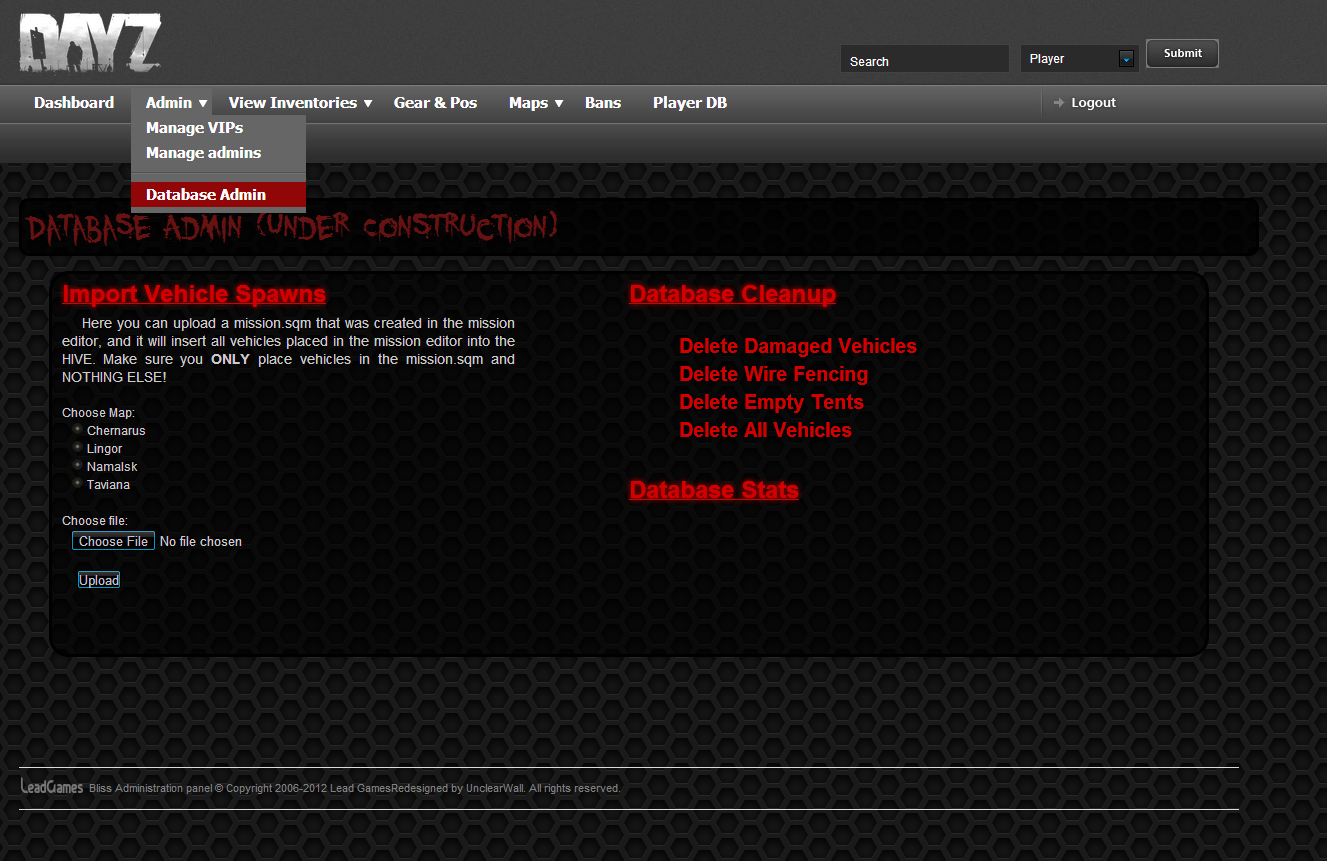 DAYZ
Search
Player
Submit
Dashboard Admin View Inventories Gear & Pos Maps Bans Player DB Logout
Manage VIPs
Manage admins
Database Admin
DATABASE ADMIN (UNDER CONSTRUCTION)
Import Vehicle Spawns
Here you can upload a mission.sqm that was created in the mission
editor, and it will insert all vehicles placed in the mission editor into the
HIVE. Make sure you ONLY place vehicles in the mission.sqm and
NOTHING ELSE!
Choose Map:
Chernarus
Lingor
Namalsk
Taviana
Choose file:
Choose File No file chosen
Upload
Database Cleanup
Delete Damaged Vehicles
Delete Wire Fencing
Delete Empty Tents
Delete All Vehicles
Database Stats
LeadGames Bliss Administration panel © Copyright 2006-2012 Lead GamesRedesigned by UnclearWall. All rights reserved.